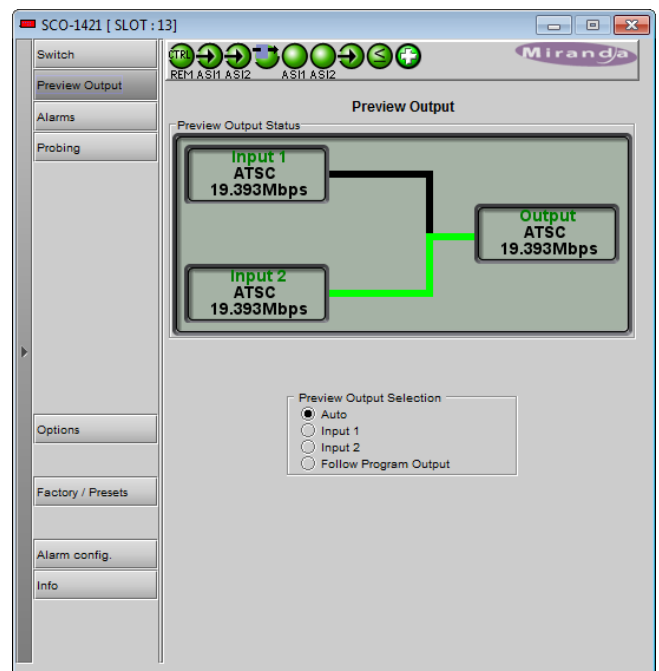 SCO-1421 [ SLOT : 13]
Switch
Preview Output
Alarms
Probing
Options
Factory / Presets
Alarm config.
Info
CTRL
REM ASI1 ASI2 ASI1 ASI2
Miranda
Preview Output
Preview Output Status
Input 1
ATSC
19.393Mbps
Output
ATSC
19.393Mbps
Input 2
ATSC
19.393Mbps
Preview Output Selection
Auto
Input 1
Input 2
Follow Program Output